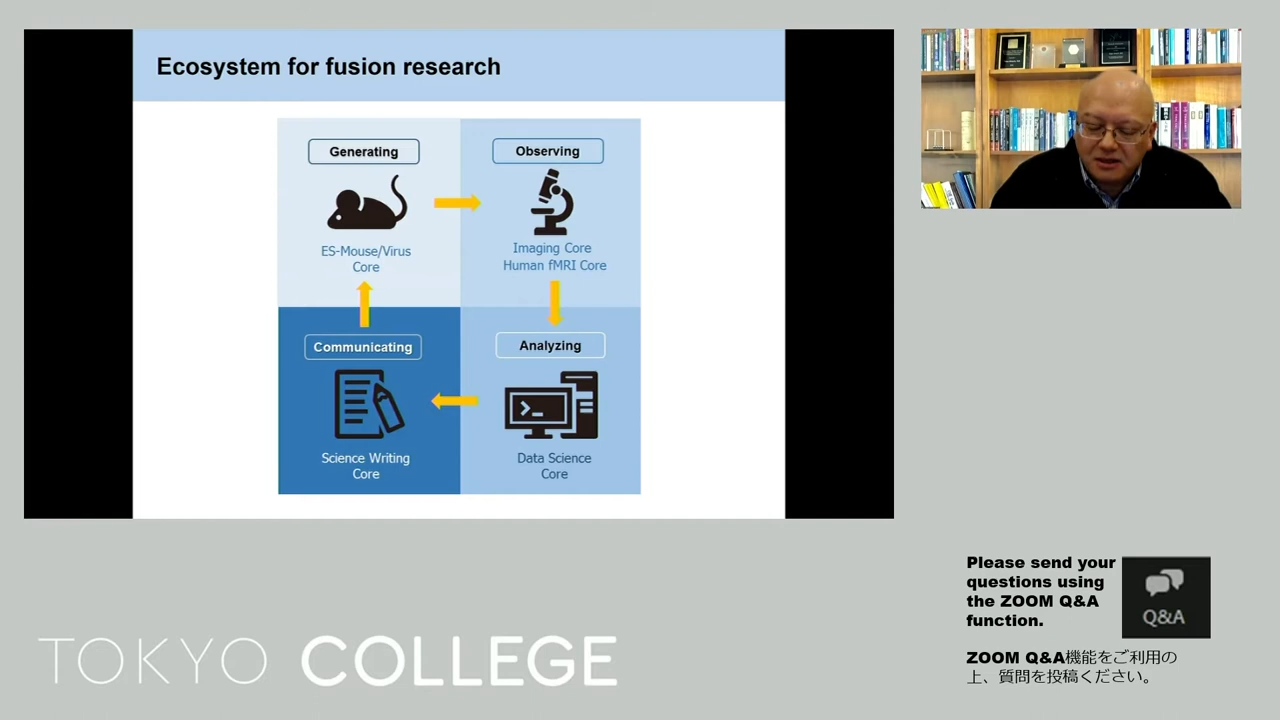 Ecosystem for fusion research
Generating
Observing
ES-Mouse/Virus
Core
Imaging Core
Human fMRI Core
Communicating
Analyzing
>_
Science Writing
Core
Data Science
Core
Please send your
questions using
the ZOOM Q&A
function.
Q&A
ZOOM Q&A機能をご利用の
上、質問を投稿ください。
TOKYO COLLEGE